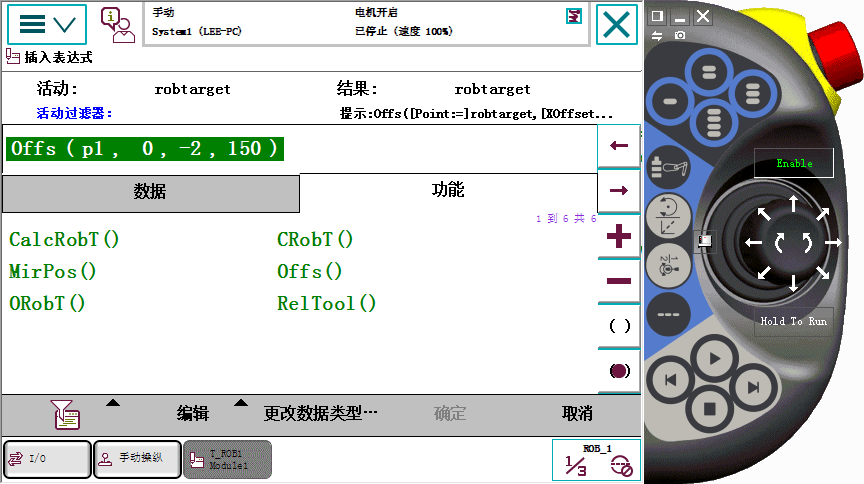 手动
System1 (LEE-PC)
电机开启
已停止 (速度 100%)
插入表达式
活动:
robtarget
结果:
robtarget
活动过滤器:
提示:Offs([Point:=]robtarget,[XOffset...
Offs ( p1 , 0, -2 , 150 )
数据
功能
1 到 6 共 6
CalcRobT()
CRobT()
MirPos()
Offs()
ORobT()
RelTool()
( )
编辑
更改数据类型…
确定
取消
I/O
手动操纵
T_ROB1
Module1
ROB_1
1/3
Enable
Hold To Run